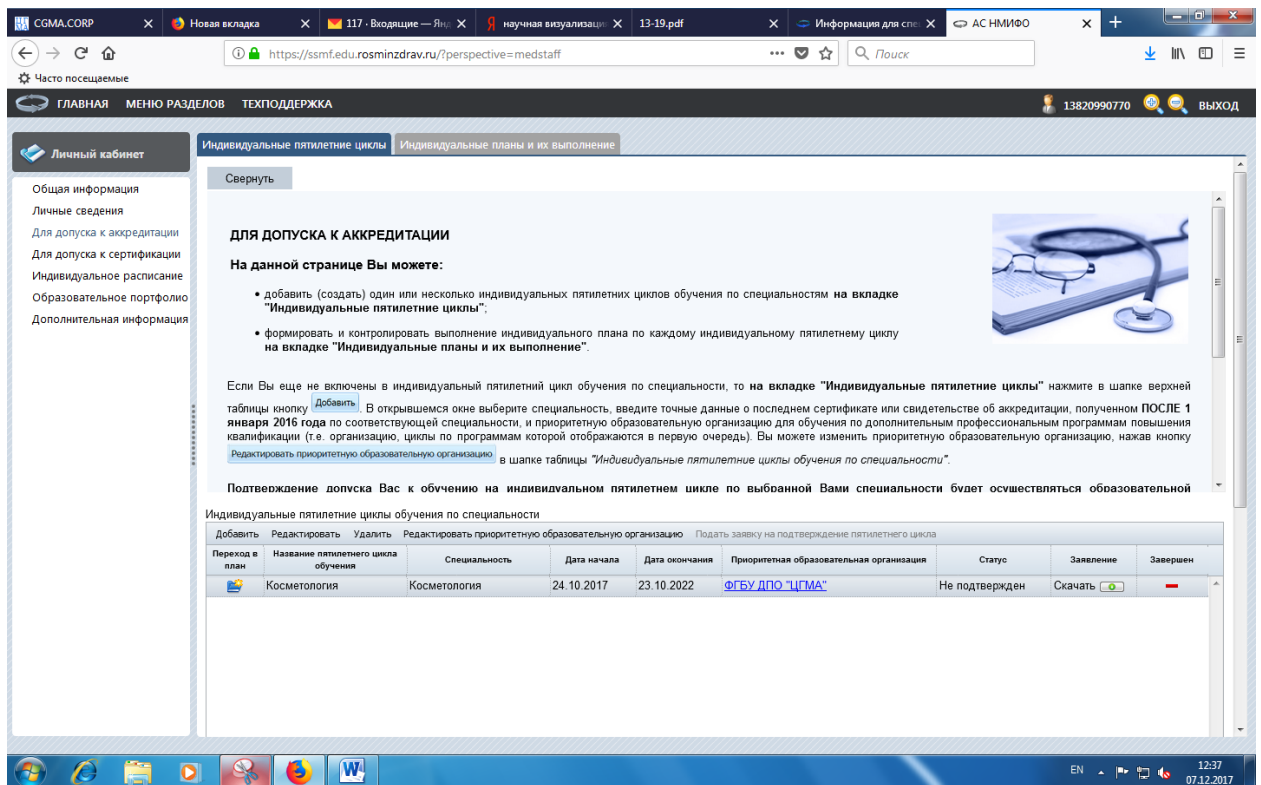 CGMA.CORP
Новая вкладка
117 · Входящие — Янд
научная визуализаци
13-19.pdf
Информация для спец
АС НМИФО
https://ssmf.edu.rosminzdrav.ru/?perspective=medstaff
Поиск
Часто посещаемые
ГЛАВНАЯ МЕНЮ РАЗДЕЛОВ ТЕХПОДДЕРЖКА
13820990770 ВЫХОД
Личный кабинет
Общая информация
Личные сведения
Для допуска к аккредитации
Для допуска к сертификации
Индивидуальное расписание
Образовательное портфолио
Дополнительная информация
Индивидуальные пятилетние циклы
Индивидуальные планы и их выполнение
Свернуть
ДЛЯ ДОПУСКА К АККРЕДИТАЦИИ
На данной странице Вы можете:
• добавить (создать) один или несколько индивидуальных пятилетних циклов обучения по специальностям на вкладке
"Индивидуальные пятилетние циклы";
• формировать и контролировать выполнение индивидуального плана по каждому индивидуальному пятилетнему циклу
на вкладке "Индивидуальные планы и их выполнение".
Если Вы еще не включены в индивидуальный пятилетний цикл обучения по специальности, то на вкладке "Индивидуальные пятилетние циклы" нажмите в шапке верхней
таблицы кнопку Добавить. В открывшемся окне выберите специальность, введите точные данные о последнем сертификате или свидетельстве об аккредитации, полученном ПОСЛЕ 1
января 2016 года по соответствующей специальности, и приоритетную образовательную организацию для обучения по дополнительным профессиональным программам повышения
квалификации (т.е. организацию, циклы по программам которой отображаются в первую очередь). Вы можете изменить приоритетную образовательную организацию, нажав кнопку
Редактировать приоритетную образовательную организацию в шапке таблицы "Индивидуальные пятилетние циклы обучения по специальности".
Подтверждение допуска Вас к обучению на индивидуальном пятилетнем цикле по выбранной Вами специальности будет осуществляться образовательной
Индивидуальные пятилетние циклы обучения по специальности
Добавить Редактировать Удалить Редактировать приоритетную образовательную организацию Подать заявку на подтверждение пятилетнего цикла
Переход в план Название пятилетнего цикла обучения Специальность Дата начала Дата окончания Приоритетная образовательная организация Статус Заявление Завершен
Косметология Косметология 24.10.2017 23.10.2022 ФГБУ ДПО "ЦГМА" Не подтвержден Скачать
EN
12:37
07.12.2017